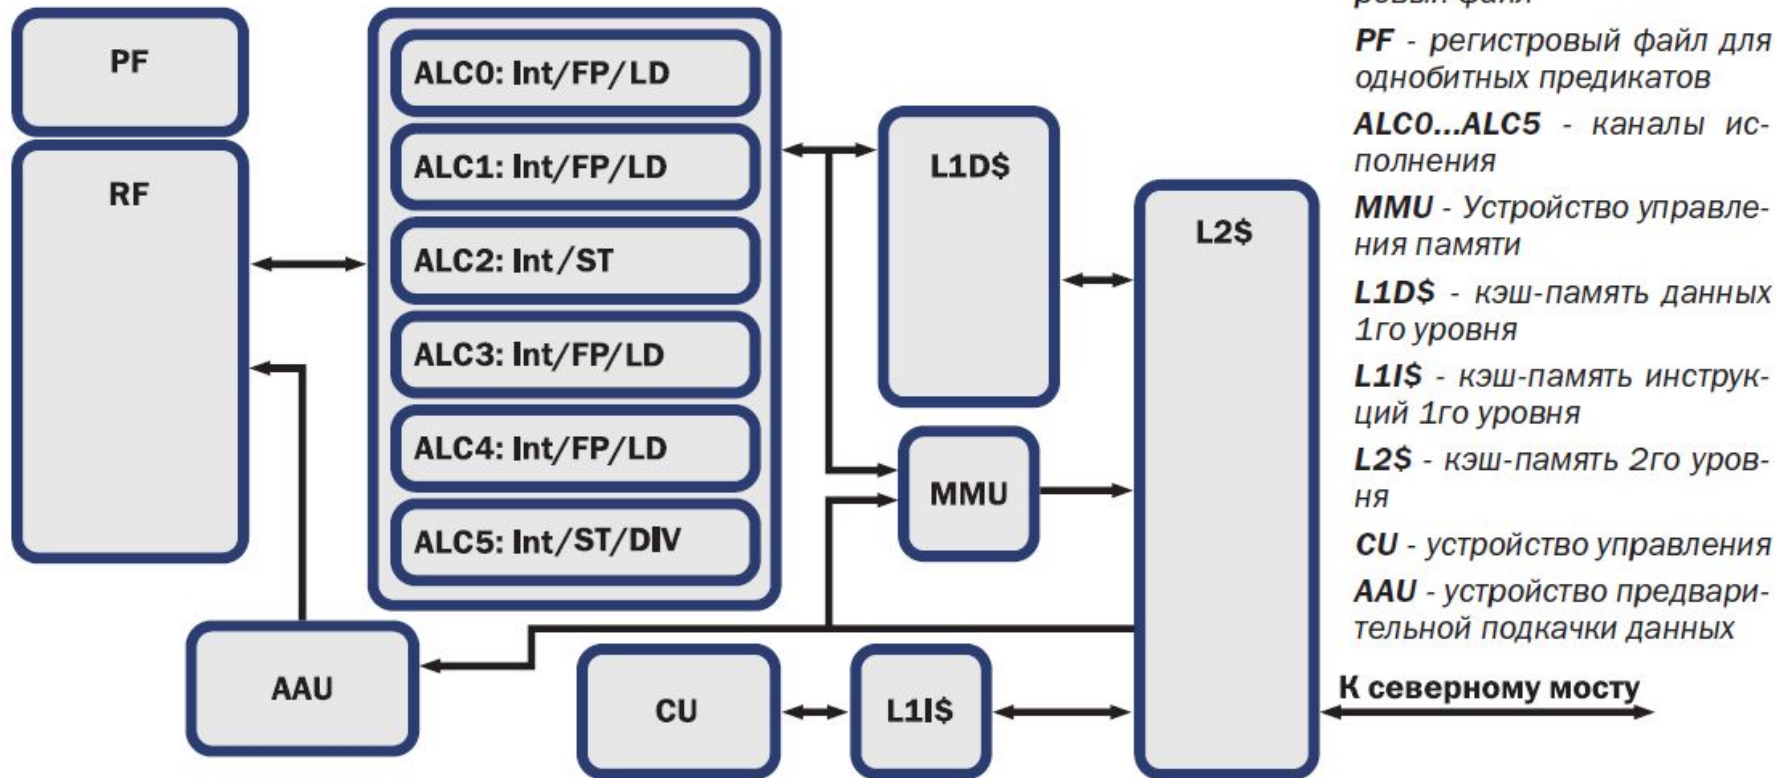 PF
RF
ALC0: Int/FP/LD
ALC1: Int/FP/LD
ALC2: Int/ST
ALC3: Int/FP/LD
ALC4: Int/FP/LD
ALC5: Int/ST/DIV
L1D$
MMU
L2$
AAU
CU
L1I$
К северному мосту
PF - регистровый файл для
однобитных предикатов
ALC0...ALC5 - каналы ис-
полнения
MMU - Устройство управле-
ния памяти
L1D$ - кэш-память данных
1го уровня
L1I$ - кэш-память инструк-
ций 1го уровня
L2$ - кэш-память 2го уров-
ня
CU - устройство управления
AAU - устройство предвари-
тельной подкачки данных